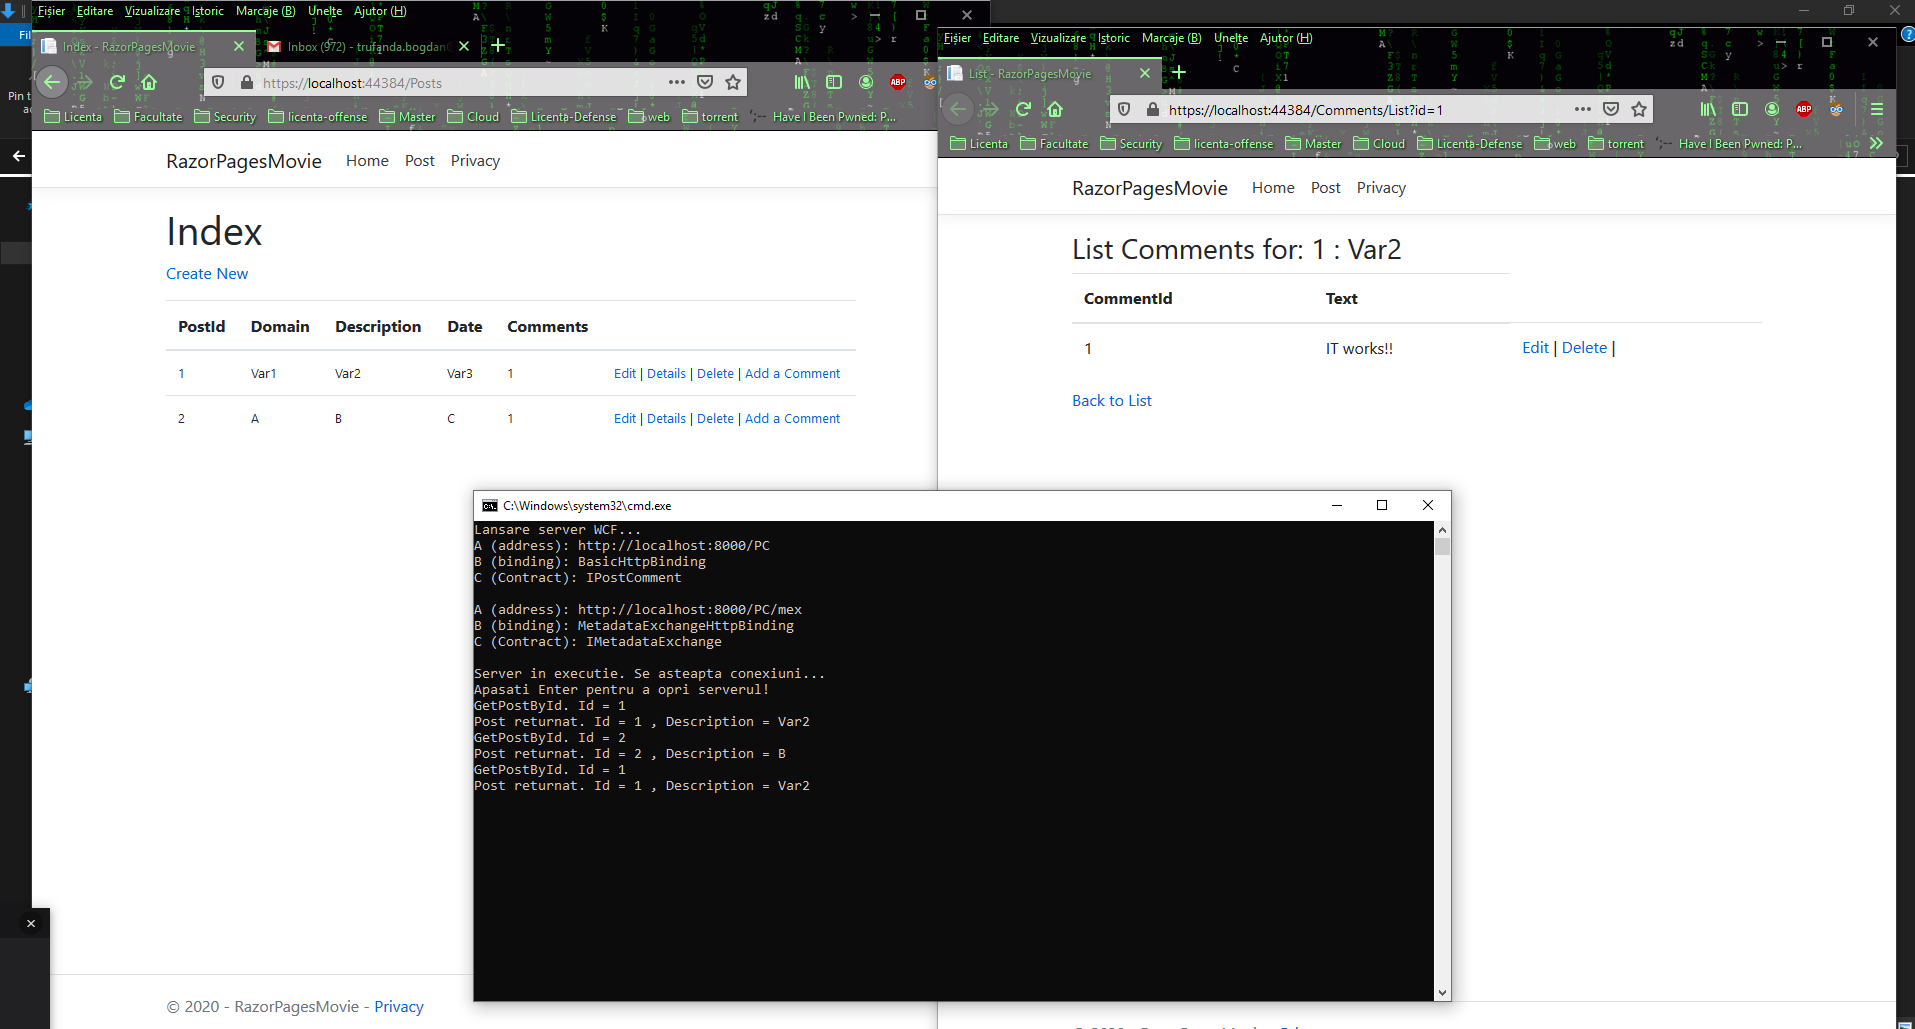 Fil
Pin t
Fișier Editare Vizualizare Istoric Marcaje (B) Unelte Ajutor (H)
Index - RazorPagesMovie
Inbox (972) - trufanda.bogdan
https://localhost:44384/Posts
ABP
Licenta Facultate Security licenta-offense Master Cloud Licenta-Defense web torrent Have I Been Pwned: P...
RazorPagesMovie Home Post Privacy
Index
Create New
PostId Domain Description Date Comments
1 Var1 Var2 Var3 1 Edit | Details | Delete | Add a Comment
2 A B C 1 Edit | Details | Delete | Add a Comment
© 2020 - RazorPagesMovie - Privacy
Fișier Editare Vizualizare Istoric Marcaje (B) Unelte Ajutor (H)
List - RazorPagesMovie
https://localhost:44384/Comments/List?id=1
ABP
Licenta Facultate Security licenta-offense Master Cloud Licenta-Defense web torrent Have I Been Pwned: P...
RazorPagesMovie Home Post Privacy
List Comments for: 1 : Var2
CommentId Text
1 IT works!! Edit | Delete |
Back to List
C:\Windows\system32\cmd.exe
Lansare server WCF...
A (address): http://localhost:8000/PC
B (binding): BasicHttpBinding
C (Contract): IPostComment
A (address): http://localhost:8000/PC/mex
B (binding): MetadataExchangeHttpBinding
C (Contract): IMetadataExchange
Server in executie. Se asteapta conexiuni...
Apasati Enter pentru a opri serverul!
GetPostById. Id = 1
Post returnat. Id = 1 , Description = Var2
GetPostById. Id = 2
Post returnat. Id = 2 , Description = B
GetPostById. Id = 1
Post returnat. Id = 1 , Description = Var2